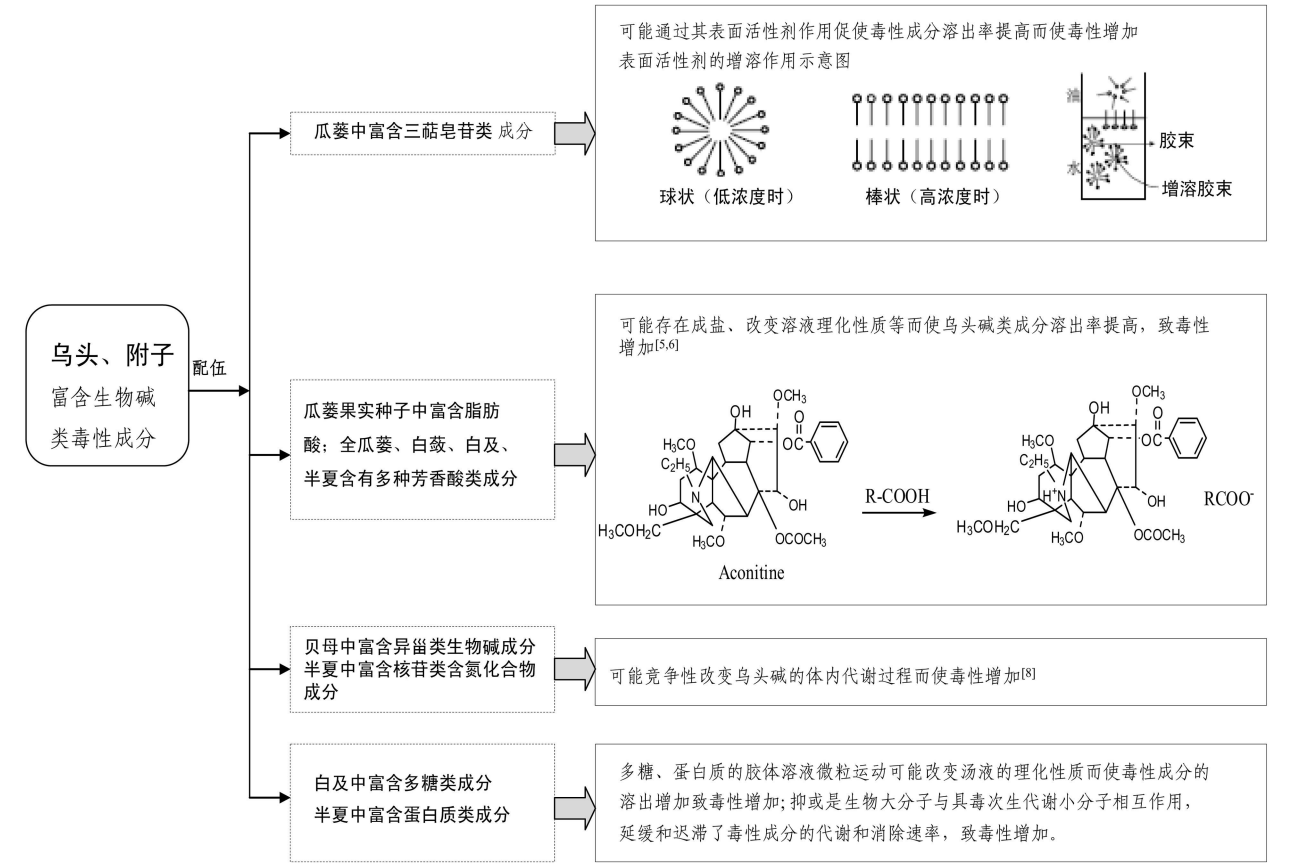 乌头、附子
富含生物碱
类毒性成分
配伍
瓜蒌中富含三萜皂苷类 成分
可能通过其表面活性剂作用促使毒性成分溶出率提高而使毒性增加
表面活性剂的增溶作用示意图
球状（低浓度时）
棒状（高浓度时）
油
水
胶束
增溶胶束
瓜蒌果实种子中富含脂肪
酸；全瓜蒌、白蔹、白及、
半夏含有多种芳香酸类成分
可能存在成盐、改变溶液理化性质等而使乌头碱类成分溶出率提高，致毒性
增加[5,6]
OCH3
OH
O
OC
H3CO
C2H5
N
HO
OH
H3COH2C
H3CO
OCOCH3
Aconitine
R-COOH
OCH3
OH
O
OC
H3CO
C2H5
H+N
HO
OH
H3COH2C
H3CO
OCOCH3
RCOO-
贝母中富含异甾类生物碱成分
半夏中富含核苷类含氮化合物
成分
可能竞争性改变乌头碱的体内代谢过程而使毒性增加[8]
白及中富含多糖类成分
半夏中富含蛋白质类成分
多糖、蛋白质的胶体溶液微粒运动可能改变汤液的理化性质而使毒性成分的
溶出增加致毒性增加；抑或是生物大分子与具毒次生代谢小分子相互作用，
延缓和迟滞了毒性成分的代谢和消除速率，致毒性增加。